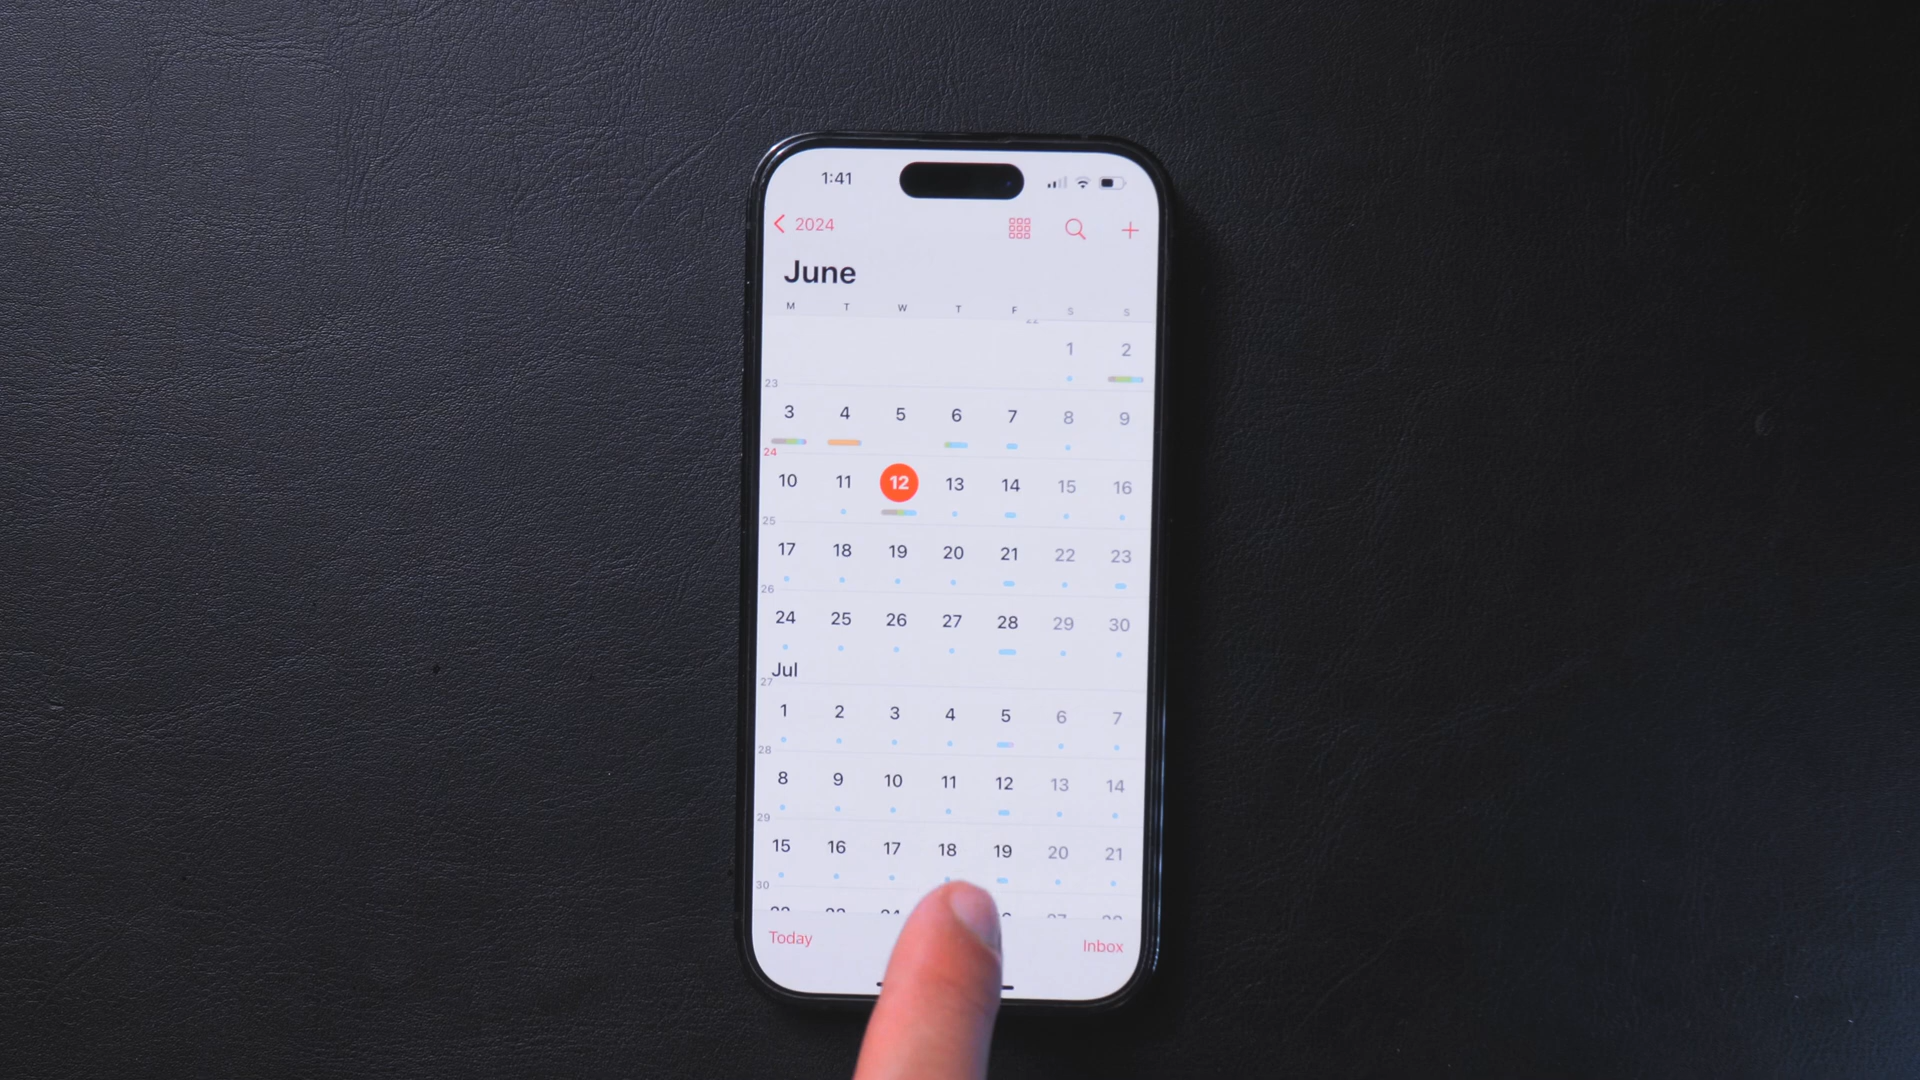 1:41
2024
June
M T W T F S S
22
1 2
23
3 4 5 6 7 8 9
24
10 11 12 13 14 15 16
25
17 18 19 20 21 22 23
26
24 25 26 27 28 29 30
Jul
27
1 2 3 4 5 6 7
28
8 9 10 11 12 13 14
29
15 16 17 18 19 20 21
30
Today Inbox